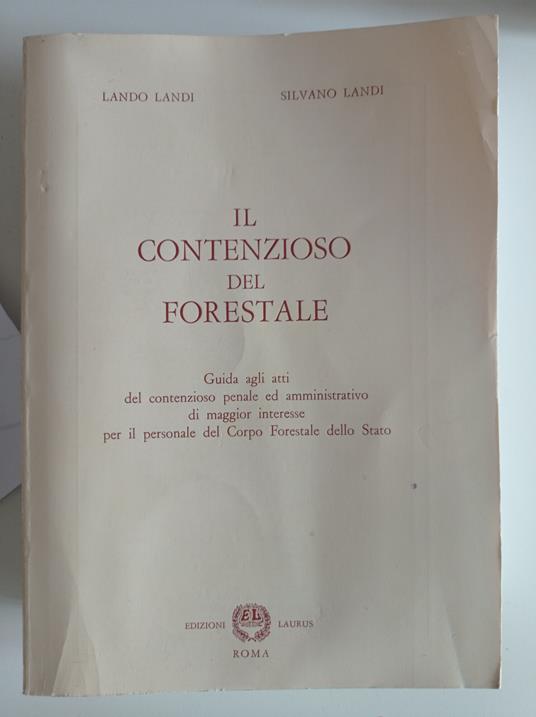 LANDO LANDI SILVANO LANDI
IL
CONTENZIOSO
DEL
FORESTALE
Guida agli atti
del contenzioso penale ed amministrativo
di maggior interesse
per il personale del Corpo Forestale dello Stato
EDIZIONI EL LAURUS
ROMA